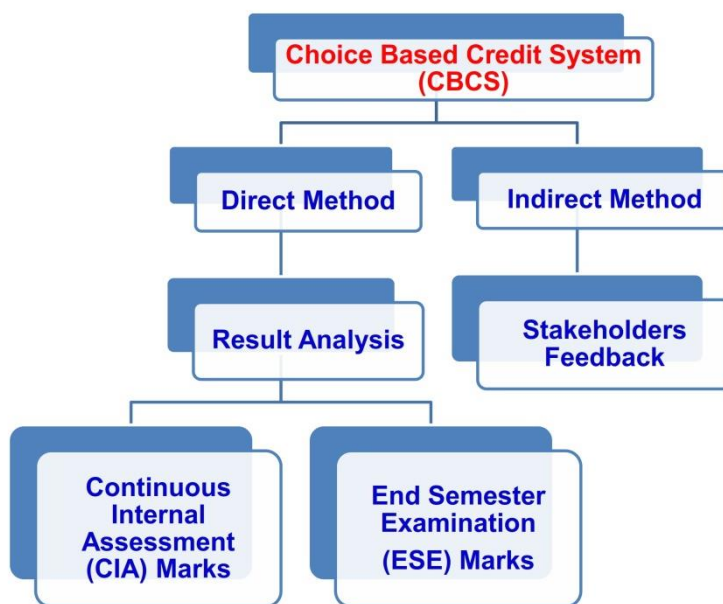 Choice Based Credit System
(CBCS)
Direct Method
Indirect Method
Result Analysis
Stakeholders
Feedback
Continuous
Internal
Assessment
(CIA) Marks
End Semester
Examination
(ESE) Marks